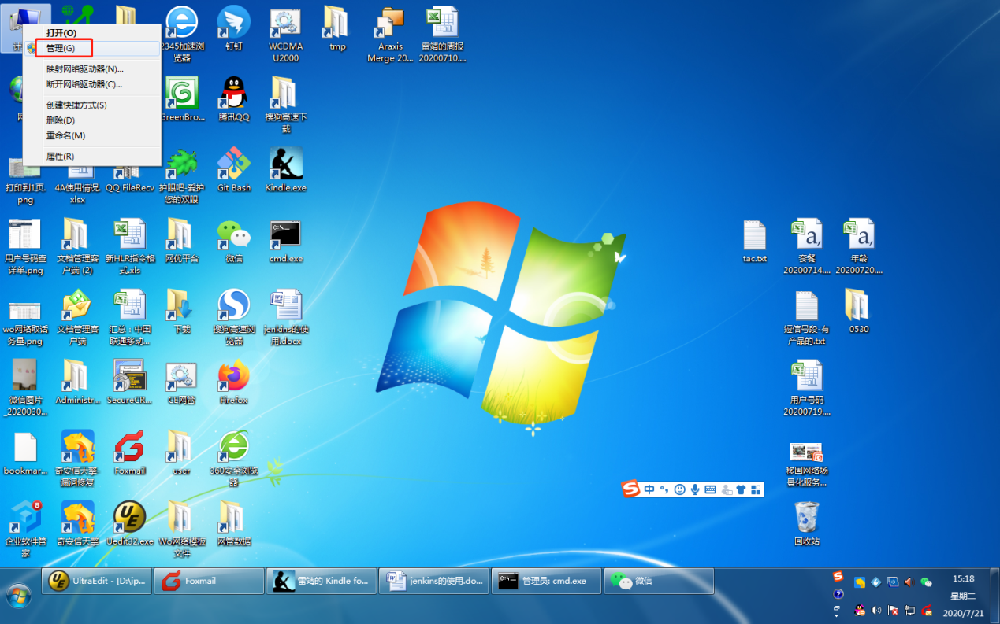 打开(O)
管理(G)
映射网络驱动器(N)...
断开网络驱动器(C)...
创建快捷方式(S)
删除(D)
重命名(M)
属性(R)
2345加速浏
览器
钉钉
WCDMA
U2000
tmp
Araxis
Merge 20...
雷靖的周报
20200710....
GreenBro...
腾讯QQ
搜狗高速下
载
打印到1页.
png
4A使用情况.
xlsx
QQ FileRecv
护眼吧-爱护
您的双眼
Git Bash
Kindle.exe
用户号码查
详单.png
文档管理客
户端 (2)
新HLR指令格
式.xls
网优平台
微信
cmd.exe
tac.txt
套餐
20200714....
年龄
20200720....
wo网络取话
务量.png
文档管理客
户端
汇总：中国
联通移动...
下载
搜狗高速浏
览器
jenkins的使
用.docx
短信号段-有
产品的.txt
0530
微信图片
_2020030...
Administr...
SecureCR...
CE网管
Firefox
用户号码
20200719....
bookmar...
奇安信天擎-
漏洞修复
Foxmail
user
360安全浏览
器
移固网络场
景化服务...
中
8
企业软件管
家
奇安信天擎
Uedit32.exe
Wo网络模板
文件
网管数据
回收站
UltraEdit - [D:\ip...
Foxmail
雷靖的 Kindle fo...
jenkins的使用.do...
管理员: cmd.exe
微信
15:18
星期二
2020/7/21